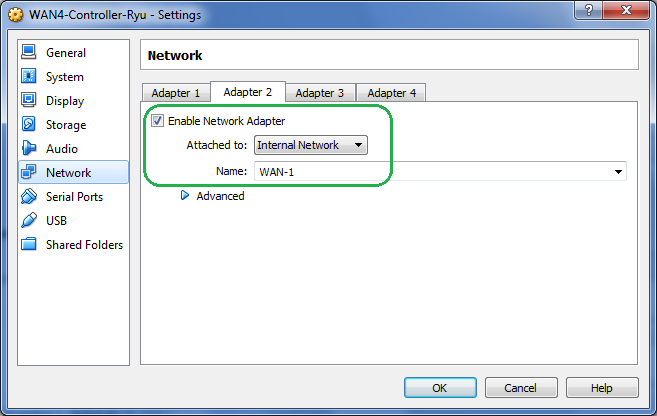 WAN4-Controller-Ryu - Settings
?
General
System
Display
Storage
Audio
Network
Serial Ports
USB
Shared Folders
Network
Adapter 1 Adapter 2 Adapter 3 Adapter 4
Enable Network Adapter
Attached to: Internal Network
Name: WAN-1
Advanced
OK Cancel Help